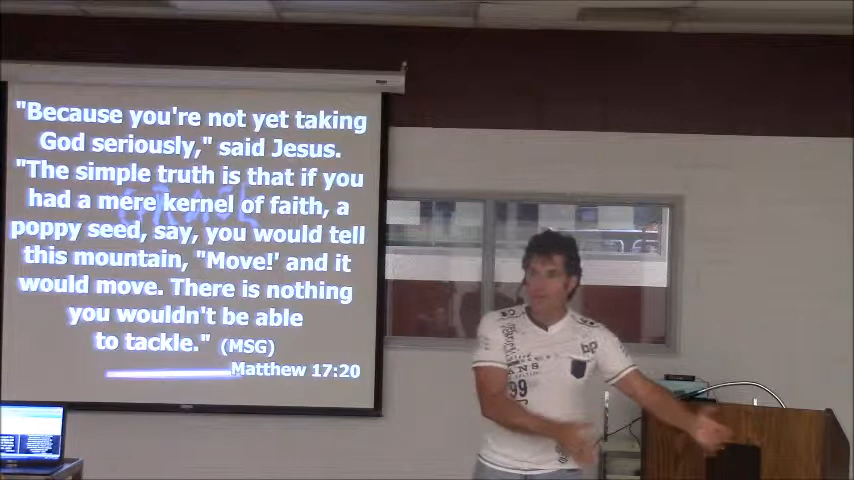 "Because you're not yet taking
God seriously," said Jesus.
"The simple truth is that if you
had a mere kernel of faith, a
poppy seed, say, you would tell
this mountain, "Move!' and it
would move. There is nothing
you wouldn't be able
to tackle." (MSG)
Matthew 17:20
GRACE
99